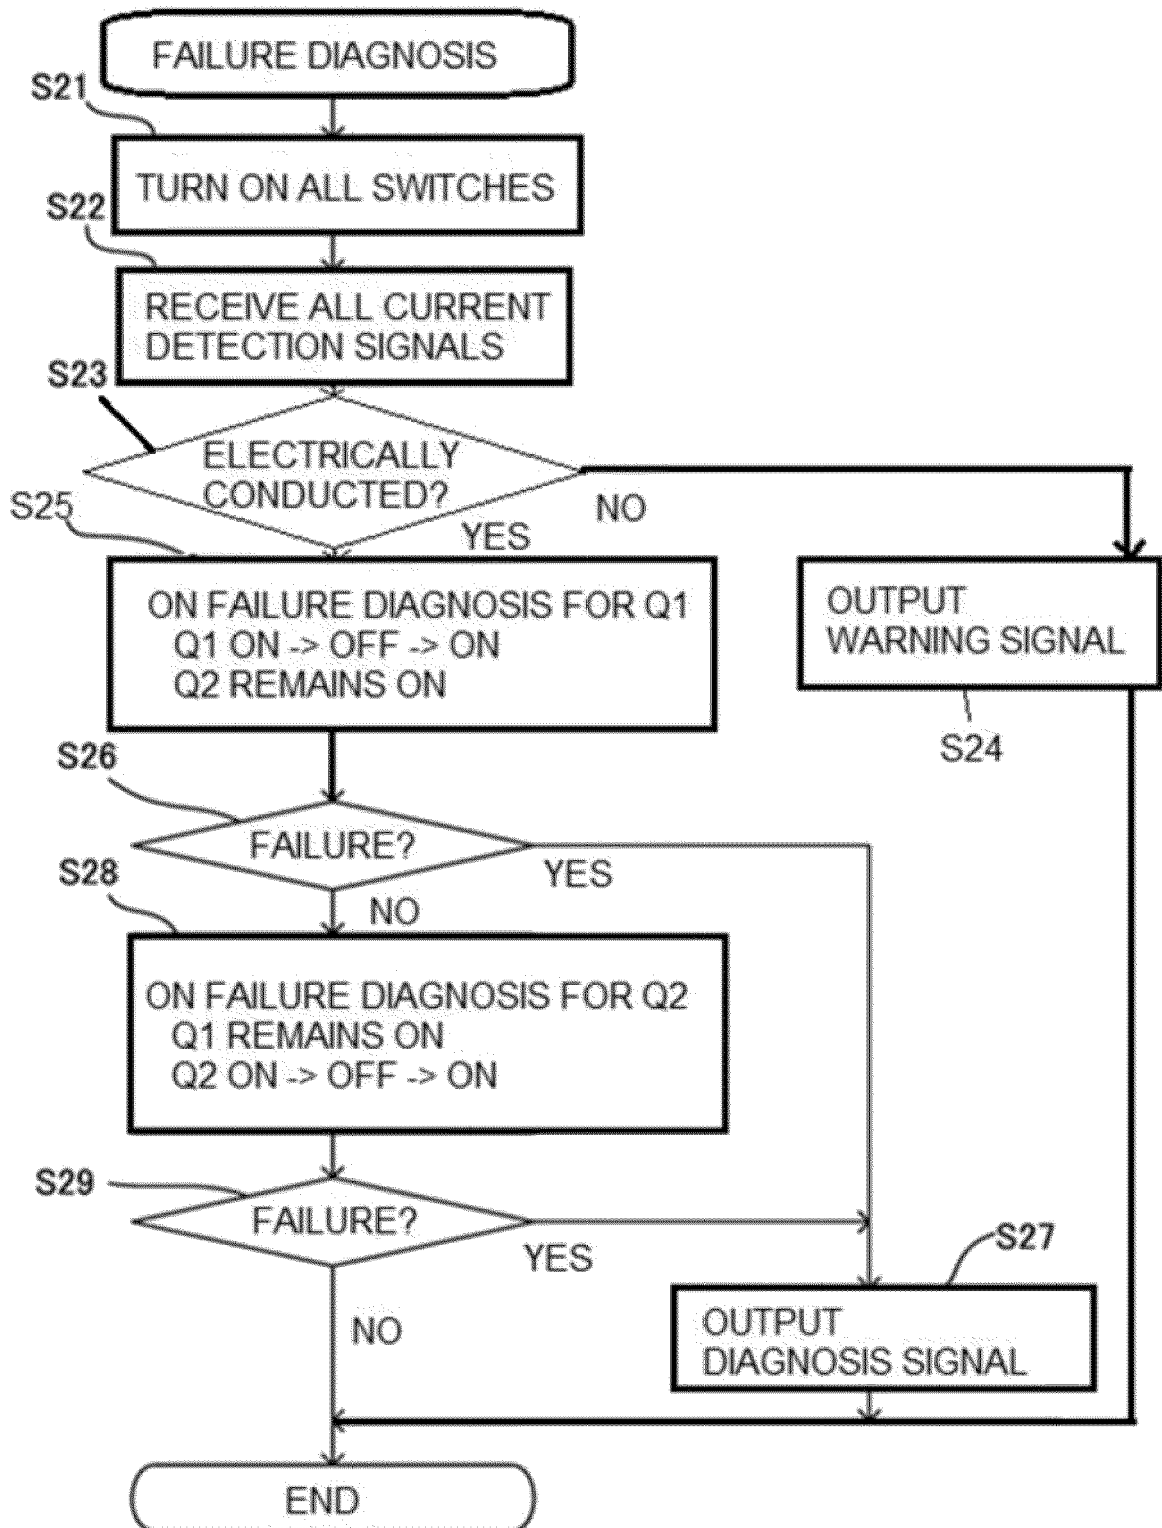 FAILURE DIAGNOSIS
S21
TURN ON ALL SWITCHES
S22
RECEIVE ALL CURRENT
DETECTION SIGNALS
S23
ELECTRICALLY
CONDUCTED?
NO
YES
S25
ON FAILURE DIAGNOSIS FOR Q1
Q1 ON -> OFF -> ON
Q2 REMAINS ON
OUTPUT
WARNING SIGNAL
S24
S26
FAILURE?
YES
NO
S28
ON FAILURE DIAGNOSIS FOR Q2
Q1 REMAINS ON
Q2 ON -> OFF -> ON
S29
FAILURE?
YES
NO
S27
OUTPUT
DIAGNOSIS SIGNAL
END